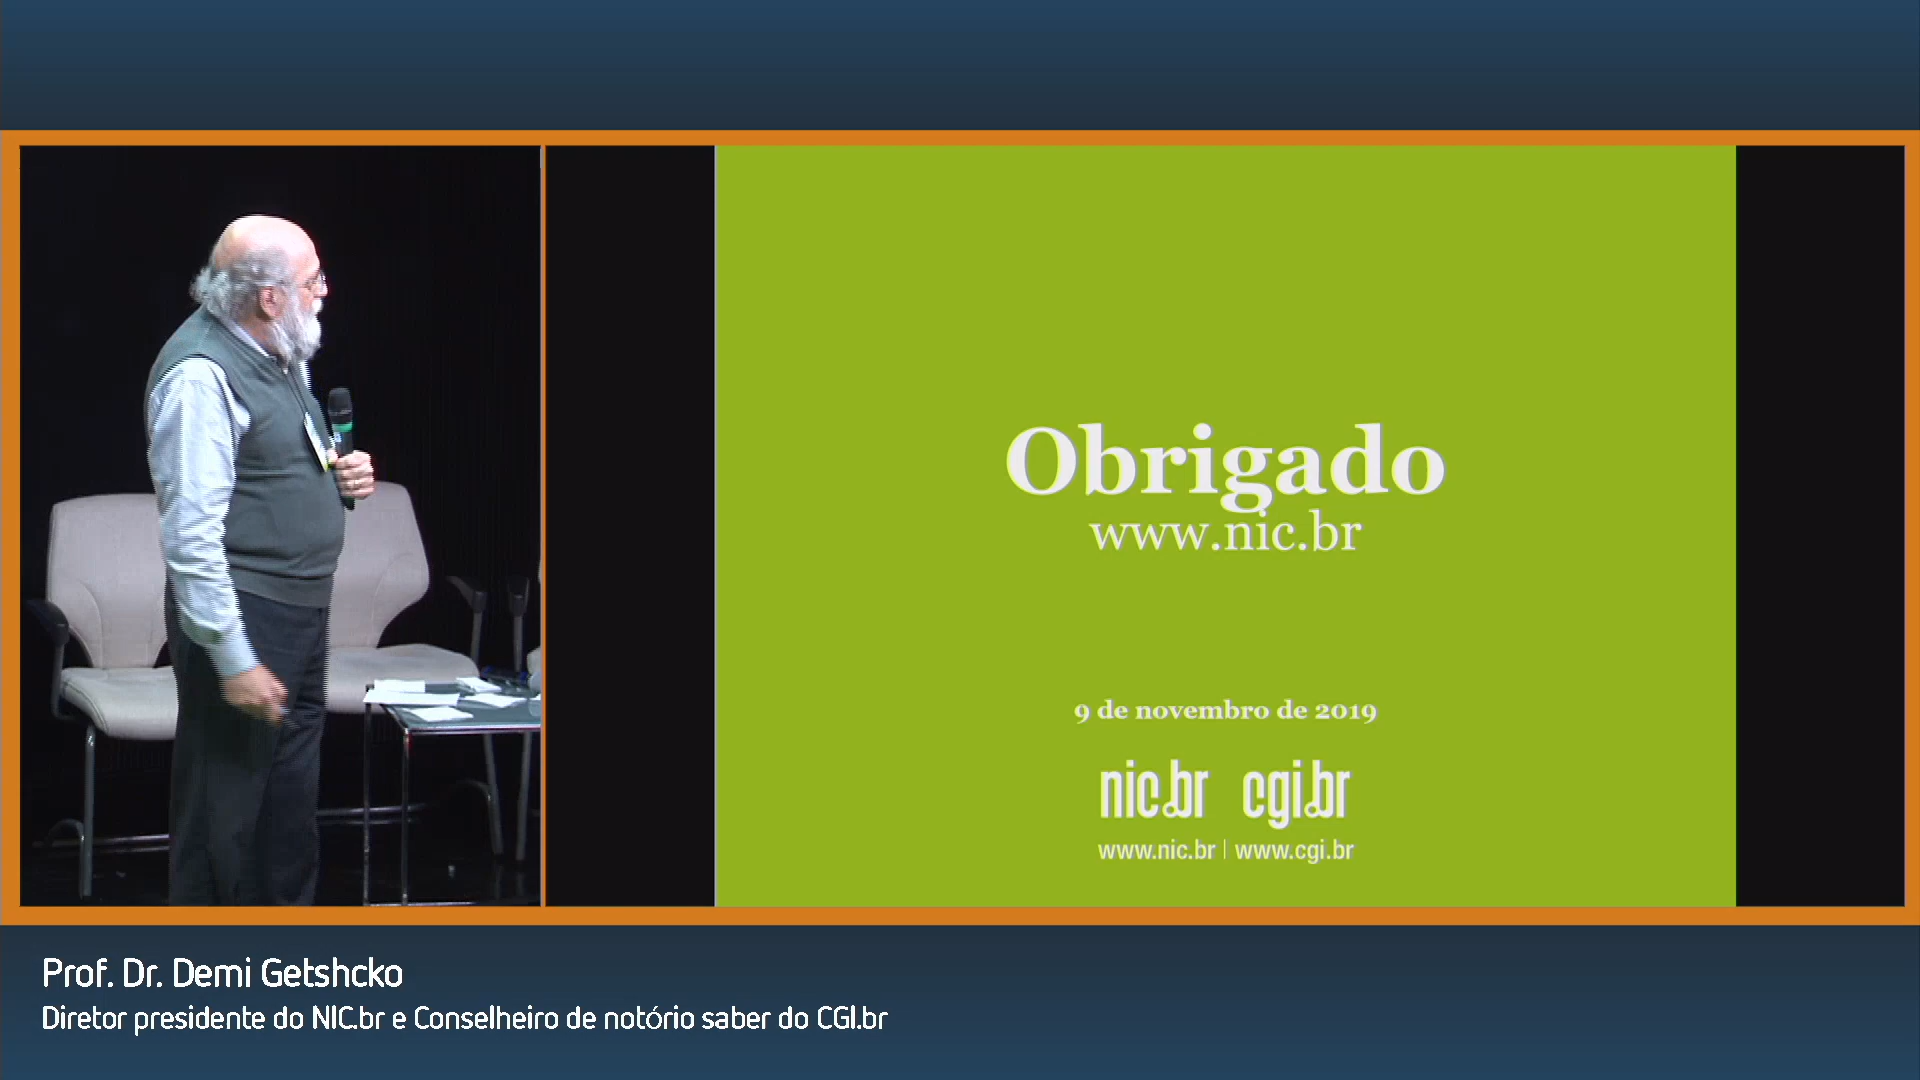 Obrigado
www.nic.br
9 de novembro de 2019
nic.br cgi.br
www.nic.br | www.cgi.br
Prof. Dr. Demi Getshcko
Diretor presidente do NIC.br e Conselheiro de notório saber do CGI.br